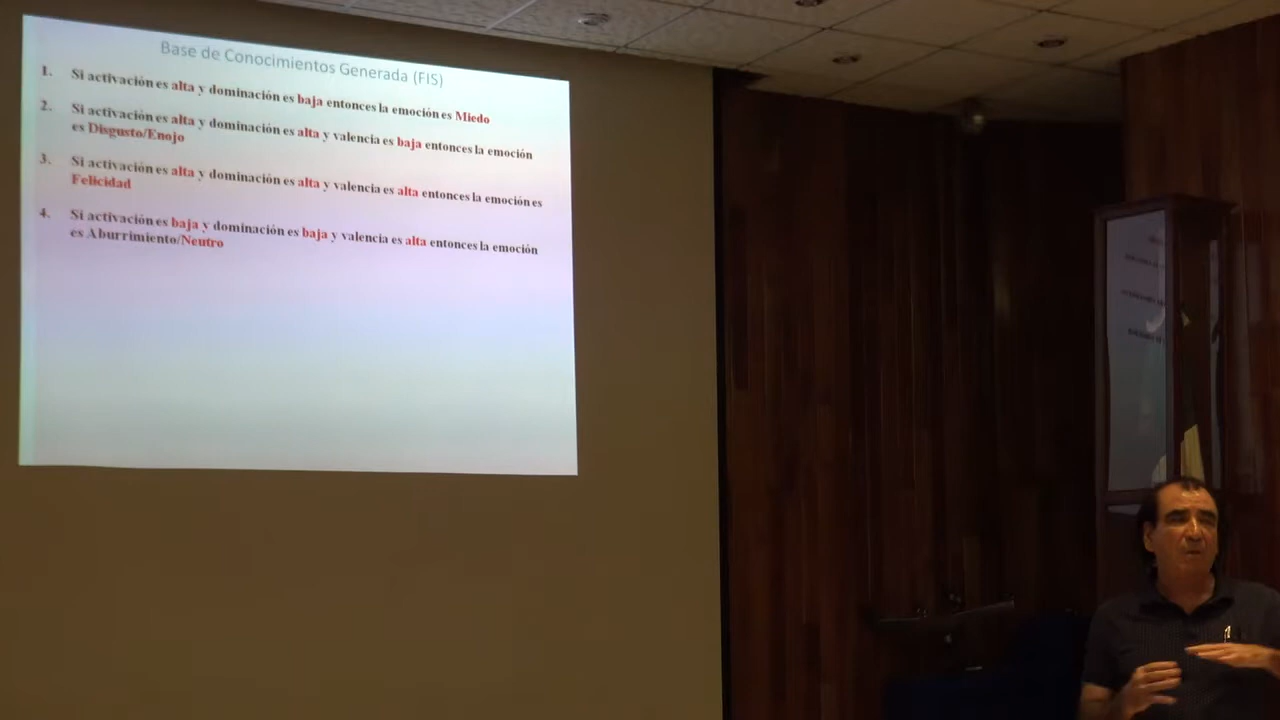 Base de Conocimientos Generada (FIS)
1. Si activación es alta y dominación es baja entonces la emoción es Miedo
2. Si activación es alta y dominación es alta y valencia es baja entonces la emoción
es Disgusto/Enojo
3. Si activación es alta y dominación es alta y valencia es alta entonces la emoción es
Felicidad
4. Si activación es baja y dominación es baja y valencia es alta entonces la emoción
es Aburrimiento/Neutro